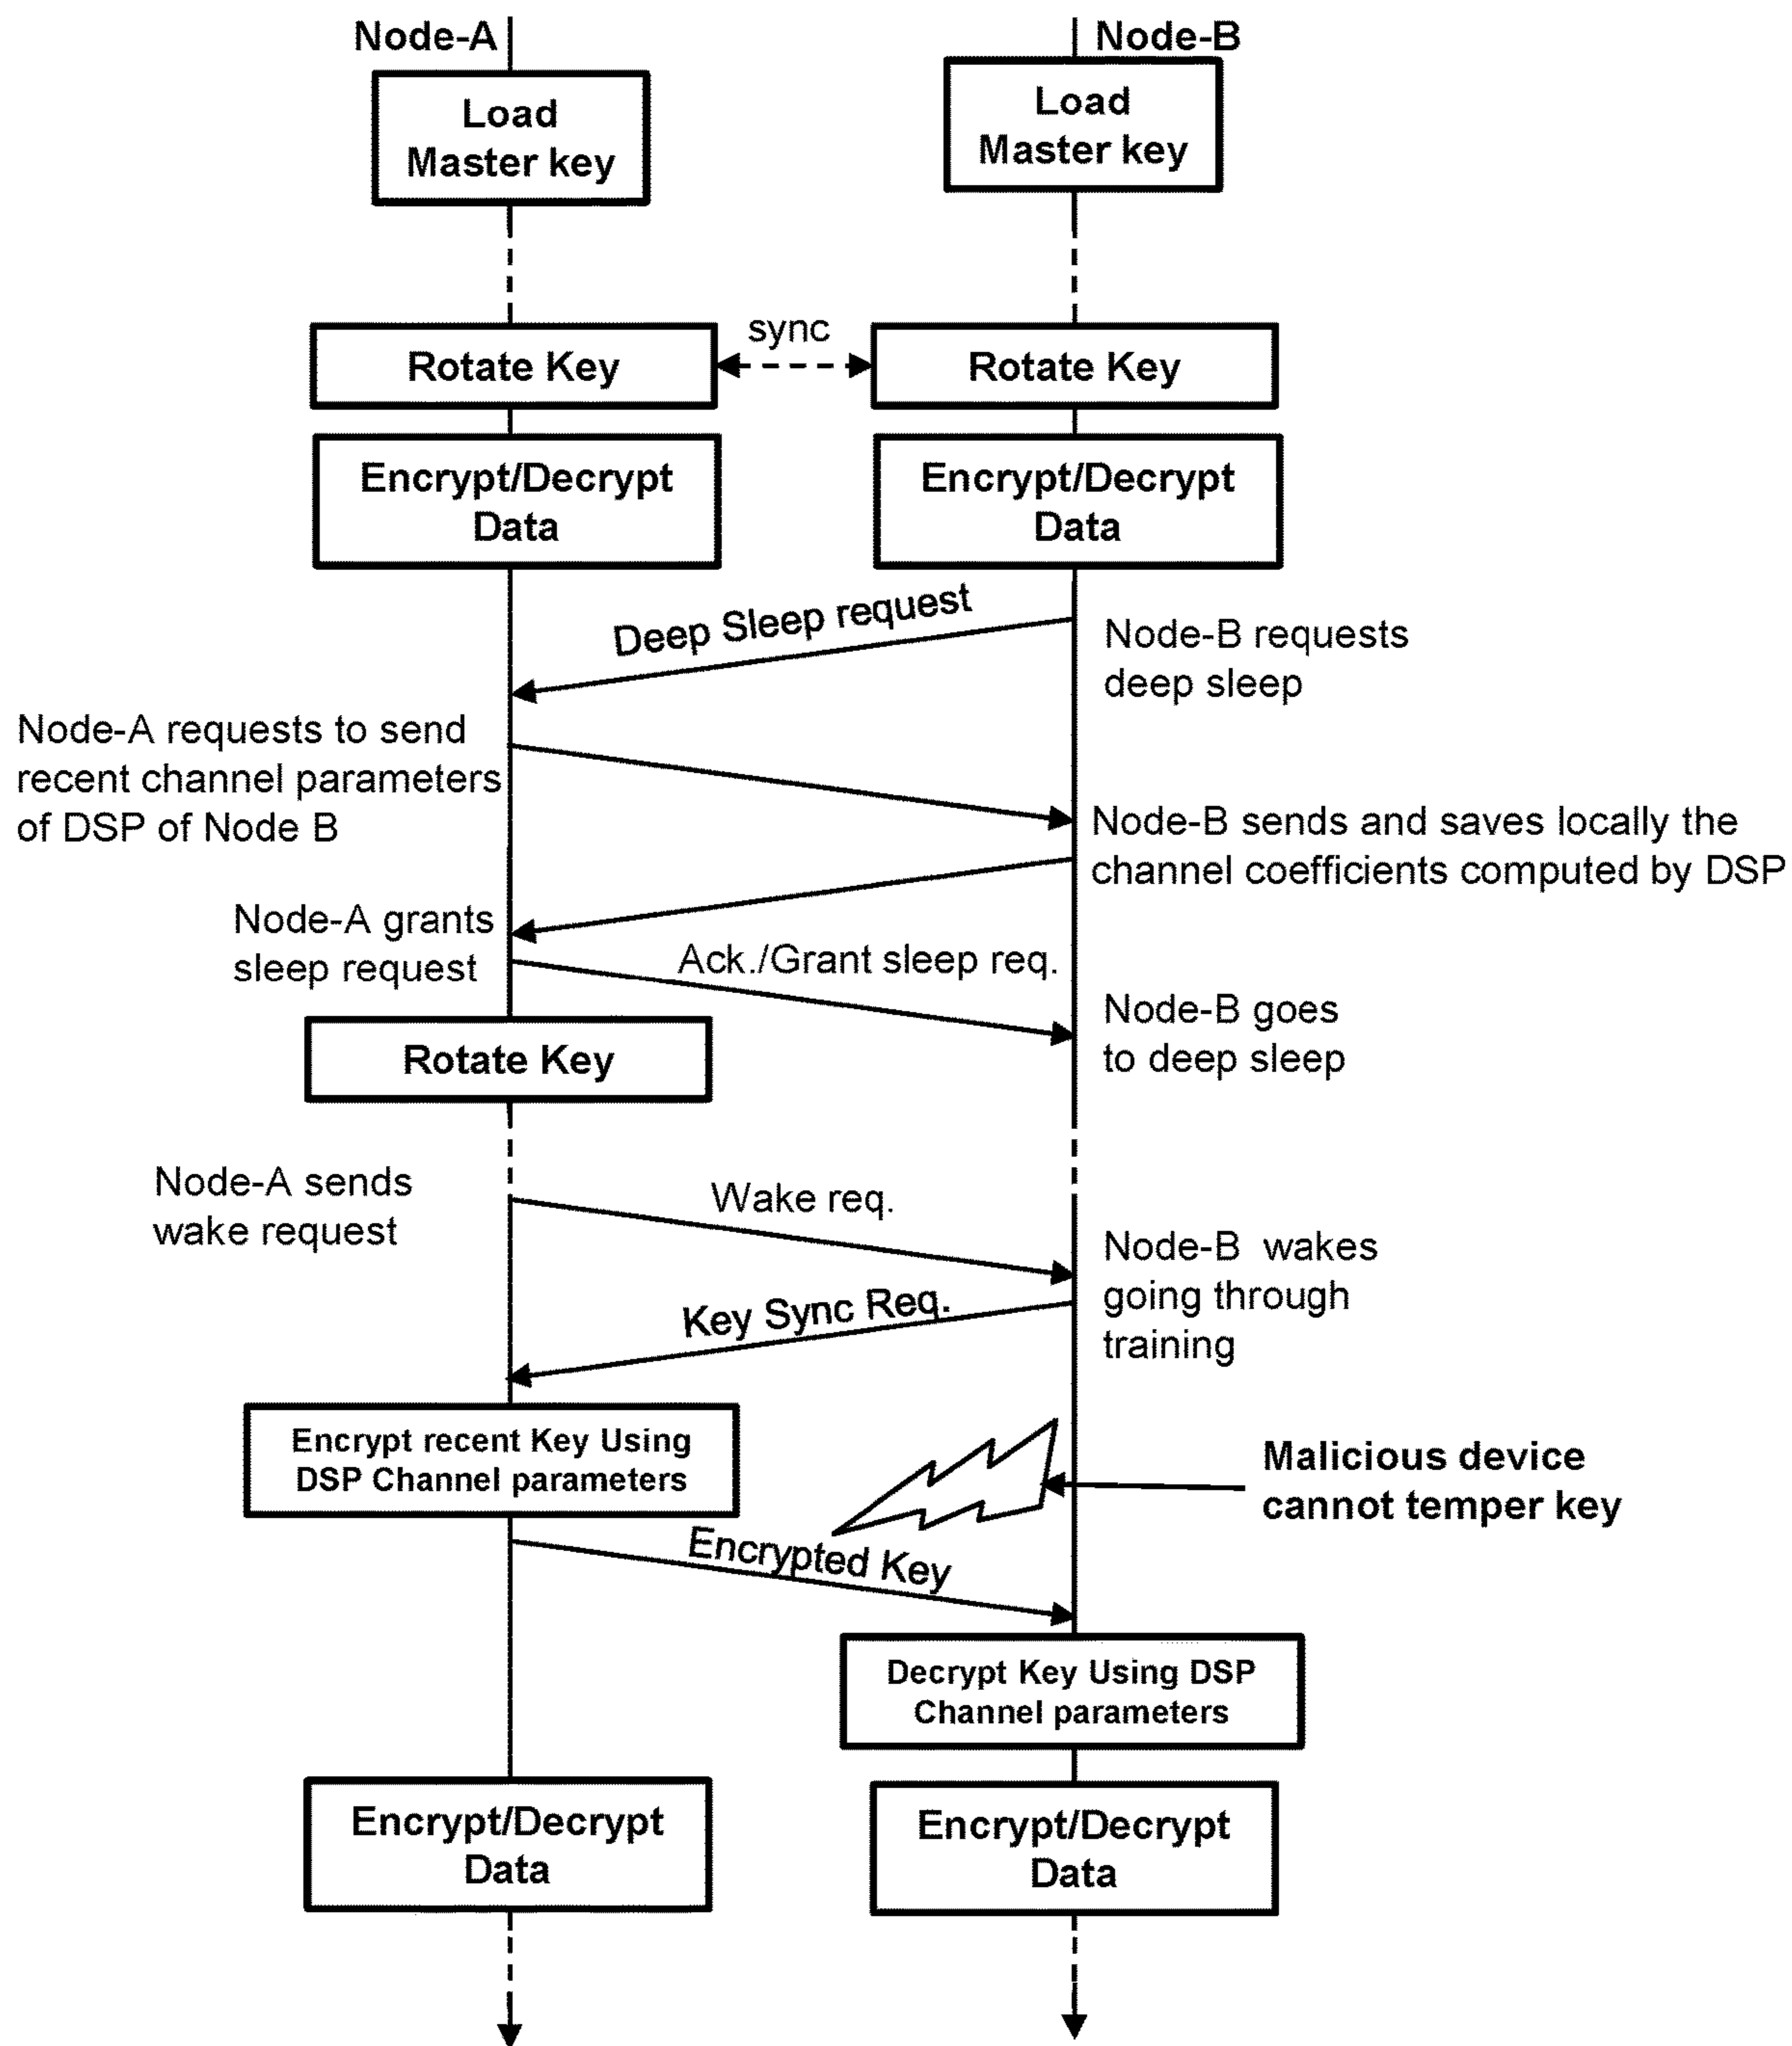 Node-A
Node-B
Load
Master key
Load
Master key
sync
Rotate Key
Rotate Key
Encrypt/Decrypt
Data
Encrypt/Decrypt
Data
Deep Sleep request
Node-B requests
deep sleep
Node-A requests to send
recent channel parameters
of DSP of Node B
Node-B sends and saves locally the
channel coefficients computed by DSP
Node-A grants
sleep request
Ack./Grant sleep req.
Node-B goes
to deep sleep
Rotate Key
Node-A sends
wake request
Wake req.
Node-B wakes
going through
training
Key Sync Req.
Encrypt recent Key Using
DSP Channel parameters
Malicious device
cannot temper key
Encrypted Key
Decrypt Key Using DSP
Channel parameters
Encrypt/Decrypt
Data
Encrypt/Decrypt
Data